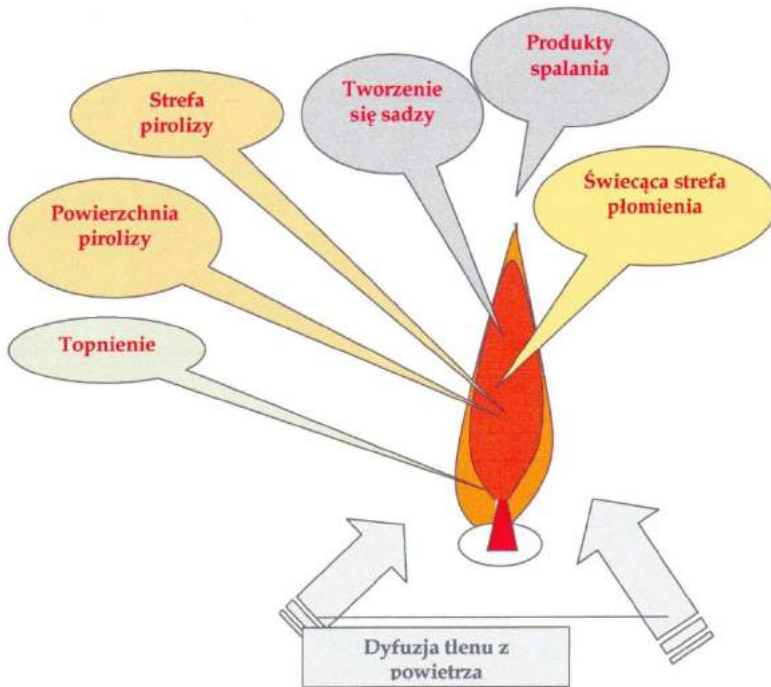 Produkty
spalania
Tworzenie
się sadzy
Strefa
pirolizy
Świecąca strefa
płomienia
Powierzchnia
pirolizy
Topnienie
Dyfuzja tlenu z
powietrza